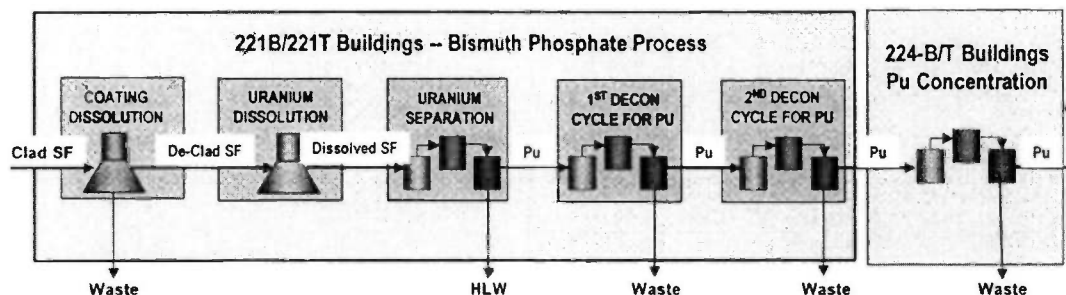 221B/221T Buildings – Bismuth Phosphate Process
224-B/T Buildings
Pu Concentration
COATING
DISSOLUTION
URANIUM
DISSOLUTION
URANIUM
SEPARATION
1ST DECON
CYCLE FOR PU
2ND DECON
CYCLE FOR PU
Clad SF
De-Clad SF
Dissolved SF
Pu
Pu
Pu
Pu
Waste
HLW
Waste
Waste
Waste